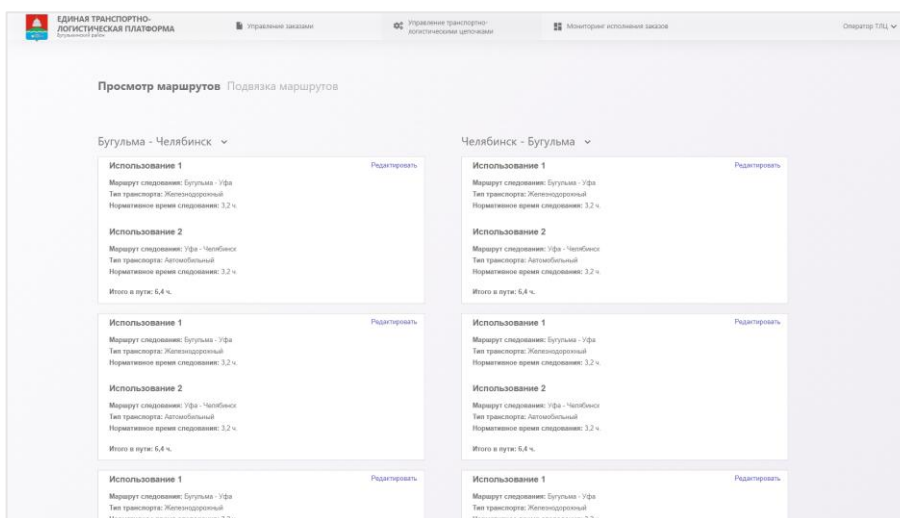 ЕДИНАЯ ТРАНСПОРТНО-
ЛОГИСТИЧЕСКАЯ ПЛАТФОРМА
Бугульминский район
Управление заказами
Управление транспортно-
логистическими цепочками
Мониторинг исполнения заказов
Оператор ТЛЦ
Просмотр маршрутов Подвязка маршрутов
Бугульма - Челябинск
Использование 1 Редактировать
Маршрут следования: Бугульма - Уфа
Тип транспорта: Железнодорожный
Нормативное время следования: 3,2 ч.
Использование 2
Маршрут следования: Уфа - Челябинск
Тип транспорта: Автомобильный
Нормативное время следования: 3,2 ч.
Итого в пути: 6,4 ч.
Использование 1 Редактировать
Маршрут следования: Бугульма - Уфа
Тип транспорта: Железнодорожный
Нормативное время следования: 3,2 ч.
Использование 2
Маршрут следования: Уфа - Челябинск
Тип транспорта: Автомобильный
Нормативное время следования: 3,2 ч.
Итого в пути: 6,4 ч.
Использование 1 Редактировать
Маршрут следования: Бугульма - Уфа
Тип транспорта: Железнодорожный
Челябинск - Бугульма
Использование 1 Редактировать
Маршрут следования: Бугульма - Уфа
Тип транспорта: Железнодорожный
Нормативное время следования: 3,2 ч.
Использование 2
Маршрут следования: Уфа - Челябинск
Тип транспорта: Автомобильный
Нормативное время следования: 3,2 ч.
Итого в пути: 6,4 ч.
Использование 1 Редактировать
Маршрут следования: Бугульма - Уфа
Тип транспорта: Железнодорожный
Нормативное время следования: 3,2 ч.
Использование 2
Маршрут следования: Уфа - Челябинск
Тип транспорта: Автомобильный
Нормативное время следования: 3,2 ч.
Итого в пути: 6,4 ч.
Использование 1 Редактировать
Маршрут следования: Бугульма - Уфа
Тип транспорта: Железнодорожный